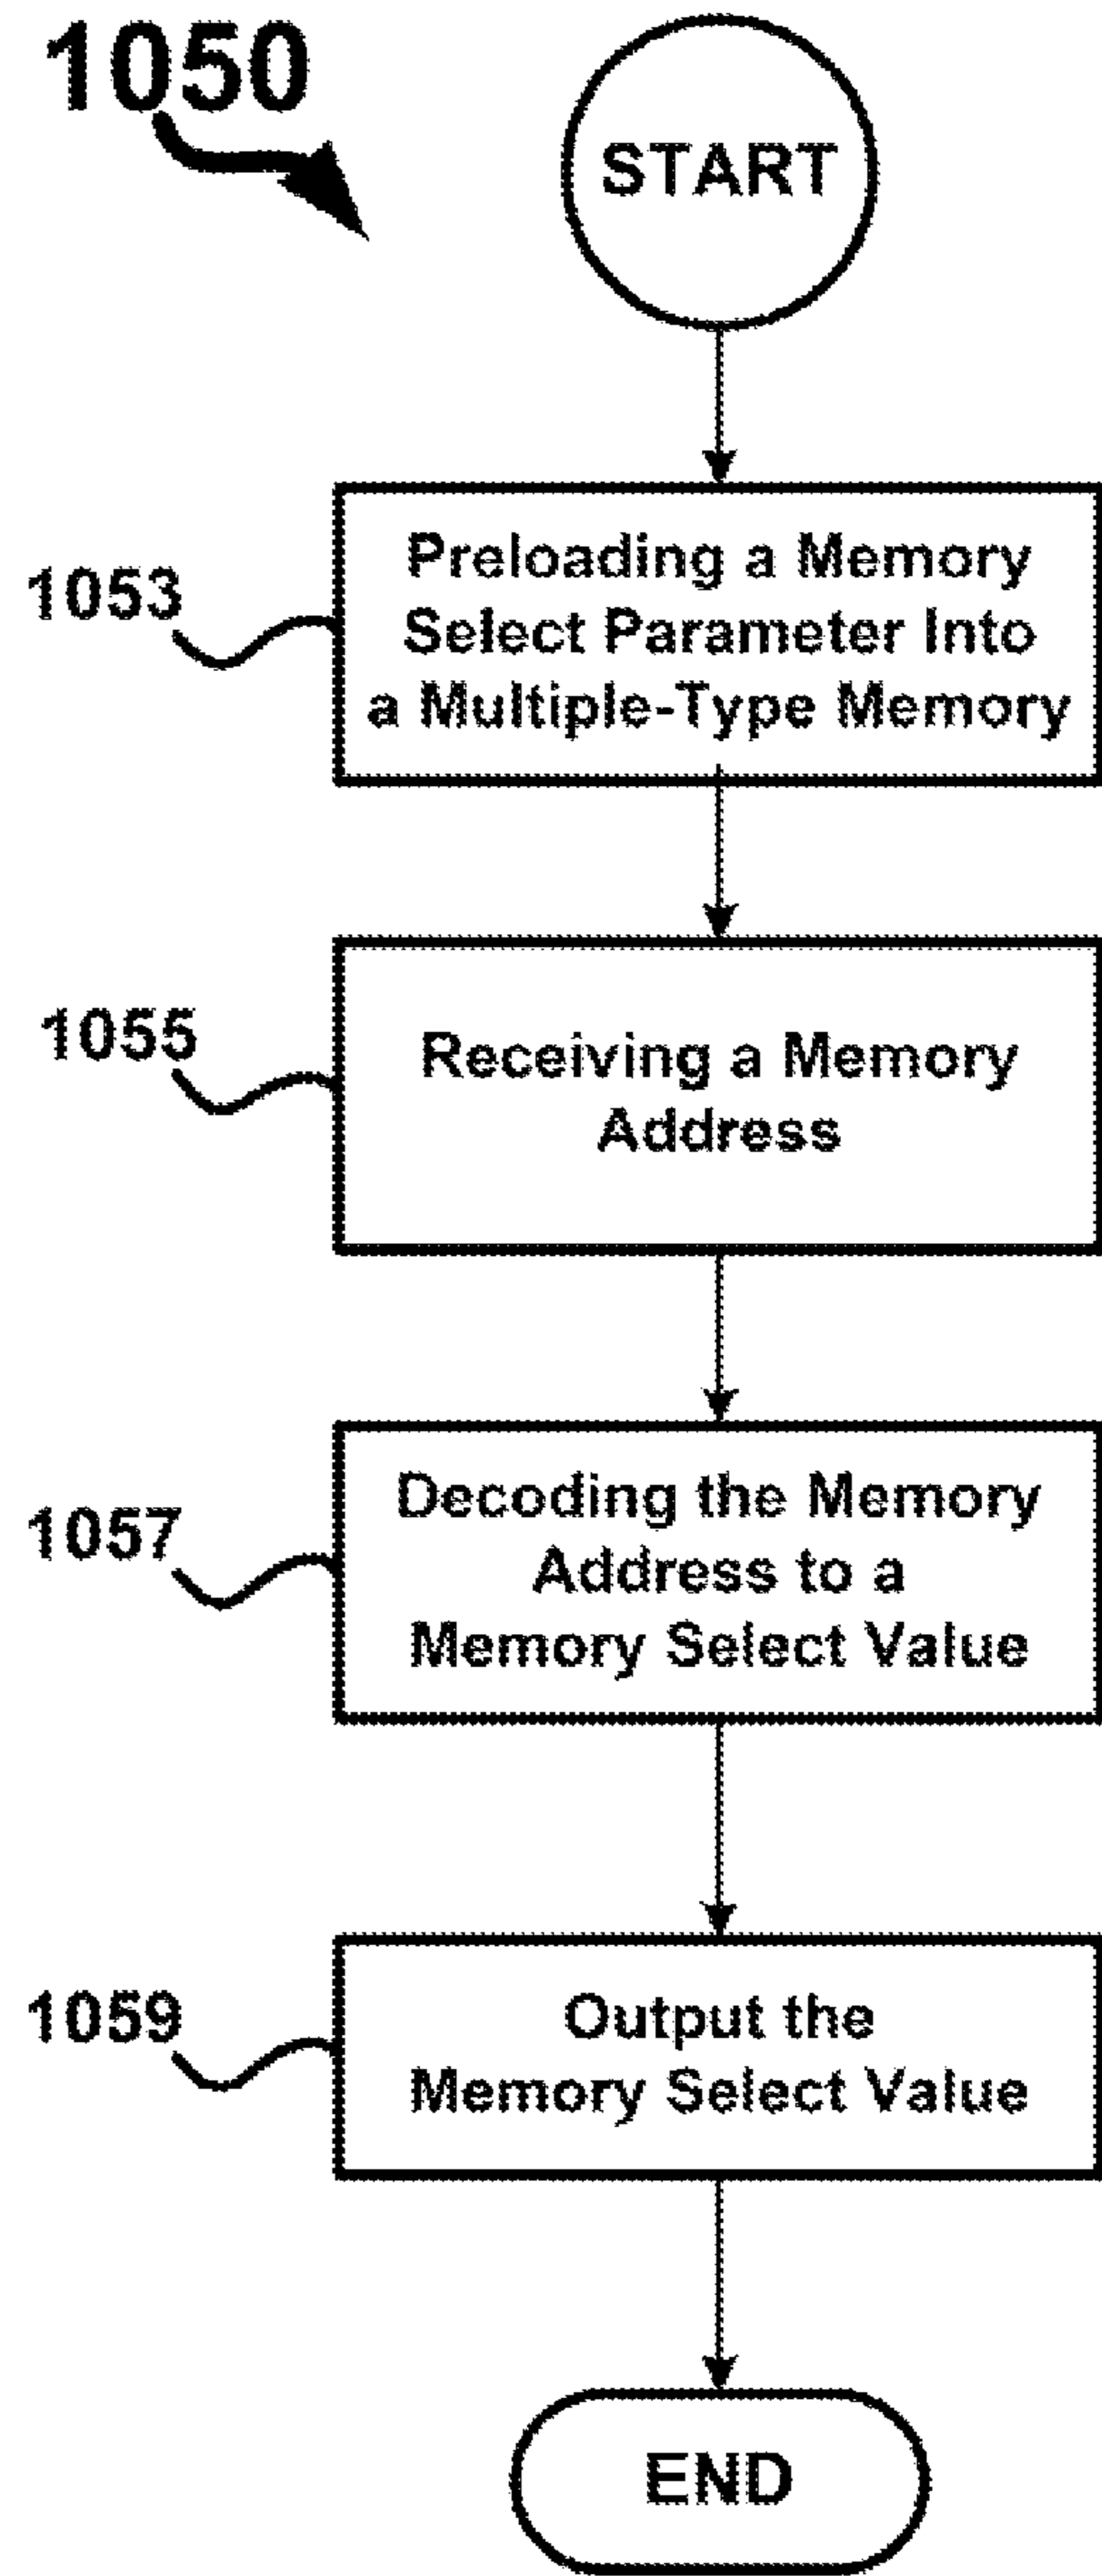 1050
START
1053
Preloading a Memory
Select Parameter Into
a Multiple-Type Memory
1055
Receiving a Memory
Address
1057
Decoding the Memory
Address to a
Memory Select Value
1059
Output the
Memory Select Value
END